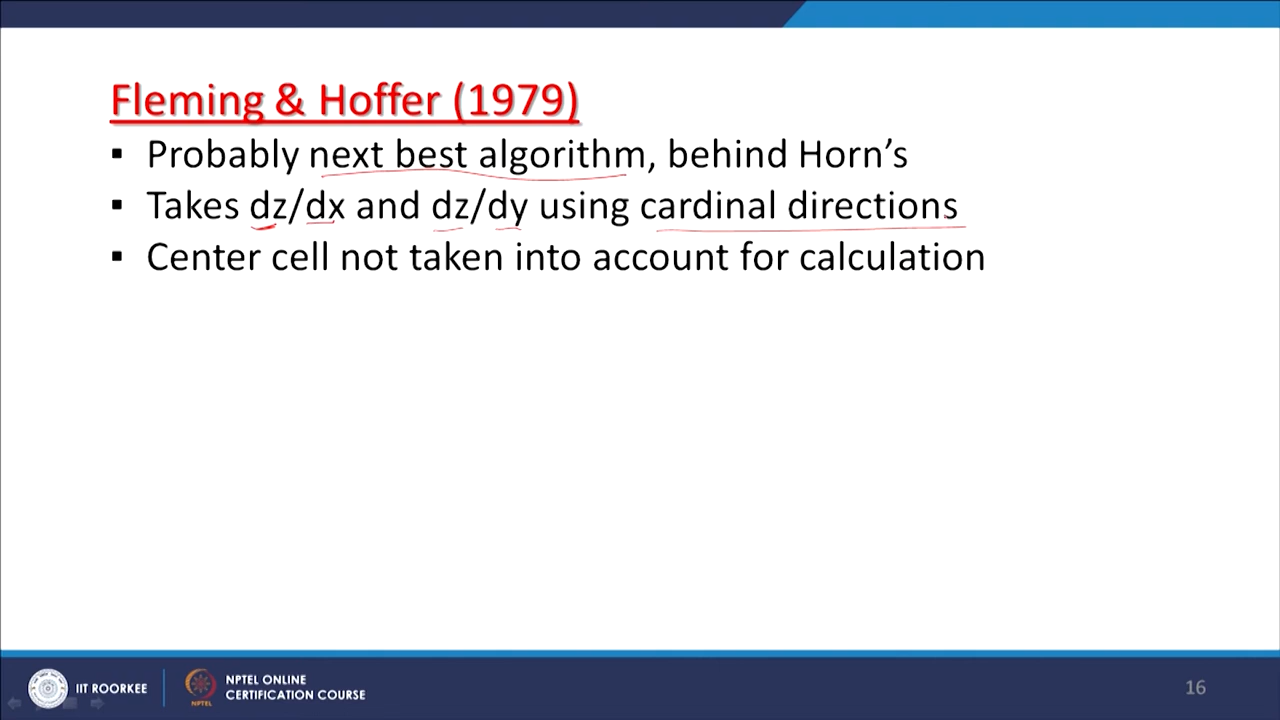 Fleming & Hoffer (1979)
▪ Probably next best algorithm, behind Horn’s
▪ Takes dz/dx and dz/dy using cardinal directions
▪ Center cell not taken into account for calculation
IIT ROORKEE
NPTEL
NPTEL ONLINE
CERTIFICATION COURSE
16